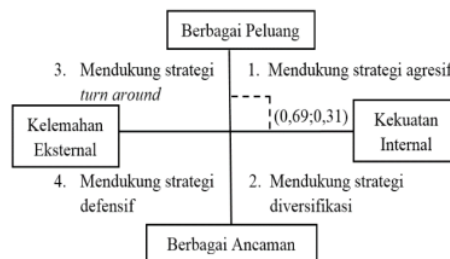 Berbagai Peluang
3. Mendukung strategi
turn around
1. Mendukung strategi agresif
Kelemahan
Eksternal
(0,69;0,31)
Kekuatan
Internal
4. Mendukung strategi
defensif
2. Mendukung strategi
diversifikasi
Berbagai Ancaman